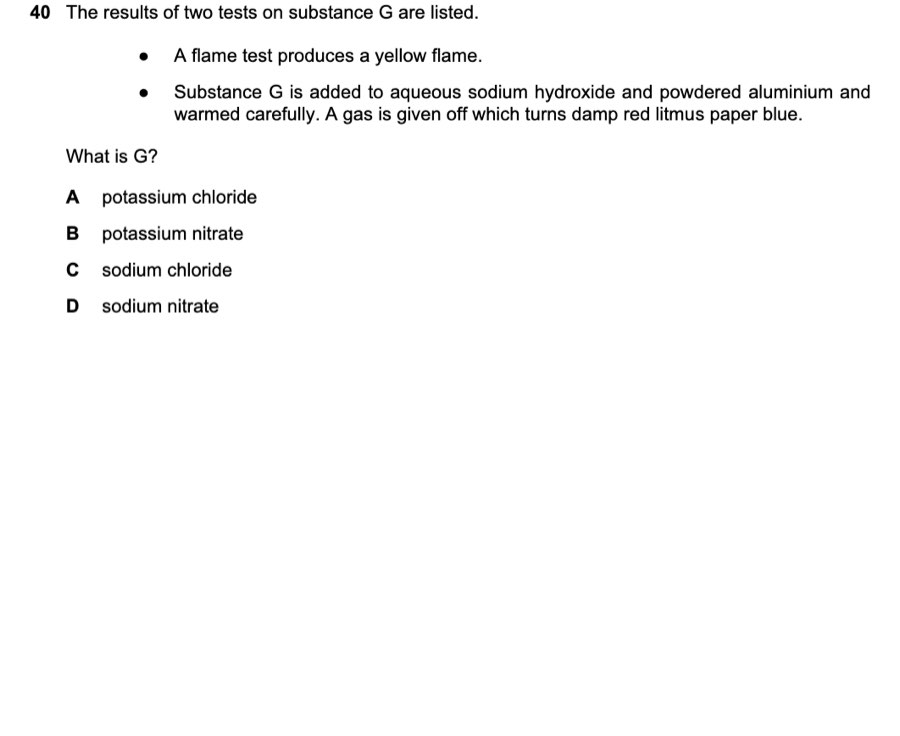 40 The results of two tests on substance G are listed.
● A flame test produces a yellow flame.
● Substance G is added to aqueous sodium hydroxide and powdered aluminium and
warmed carefully. A gas is given off which turns damp red litmus paper blue.
What is G?
A potassium chloride
B potassium nitrate
C sodium chloride
D sodium nitrate